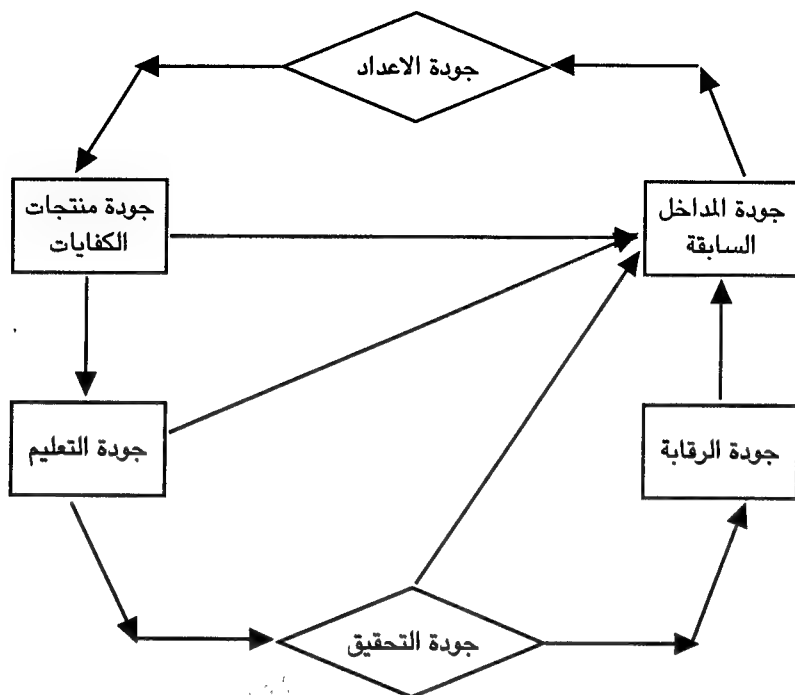 جودة الاعداد
جودة المداخل
السابقة
جودة منتجات
الكفايات
جودة الرقابة
جودة التعليم
جودة التحقيق